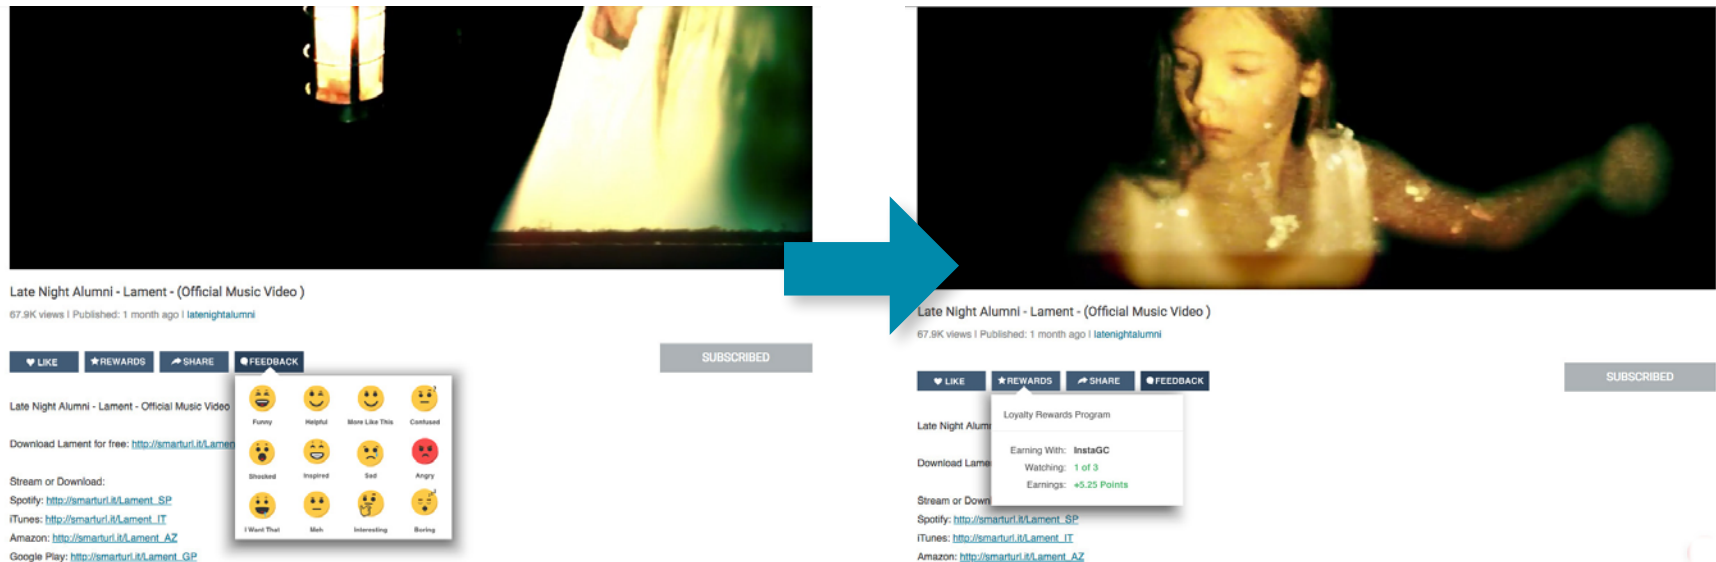 Late Night Alumni - Lament - (Official Music Video )
67.9K views I Published: 1 month ago I latenightalumni
LIKE
REWARDS
SHARE
FEEDBACK
SUBSCRIBED
Funny
Helpful
More Like This
Confused
Shocked
Inspired
Sad
Angry
I Want That
Meh
Interesting
Boring
Late Night Alumni - Lament - Official Music Video
Download Lament for free: http://smarturl.it/Lamen
Stream or Download:
Spotify: http://smarturl.it/Lament_SP
iTunes: http://smarturl.it/Lament_IT
Amazon: http://smarturl.it/Lament_AZ
Google Play: http://smarturl.it/Lament_GP
Late Night Alumni - Lament - (Official Music Video )
67.9K views I Published: 1 month ago I latenightalumni
LIKE
REWARDS
SHARE
FEEDBACK
SUBSCRIBED
Loyalty Rewards Program
Earning With: InstaGC
Watching: 1 of 3
Earnings: +5.25 Points
Late Night Alum
Download Lame
Stream or Down
Spotify: http://smarturl.it/Lament_SP
iTunes: http://smarturl.it/Lament_IT
Amazon: http://smarturl.it/Lament_AZ